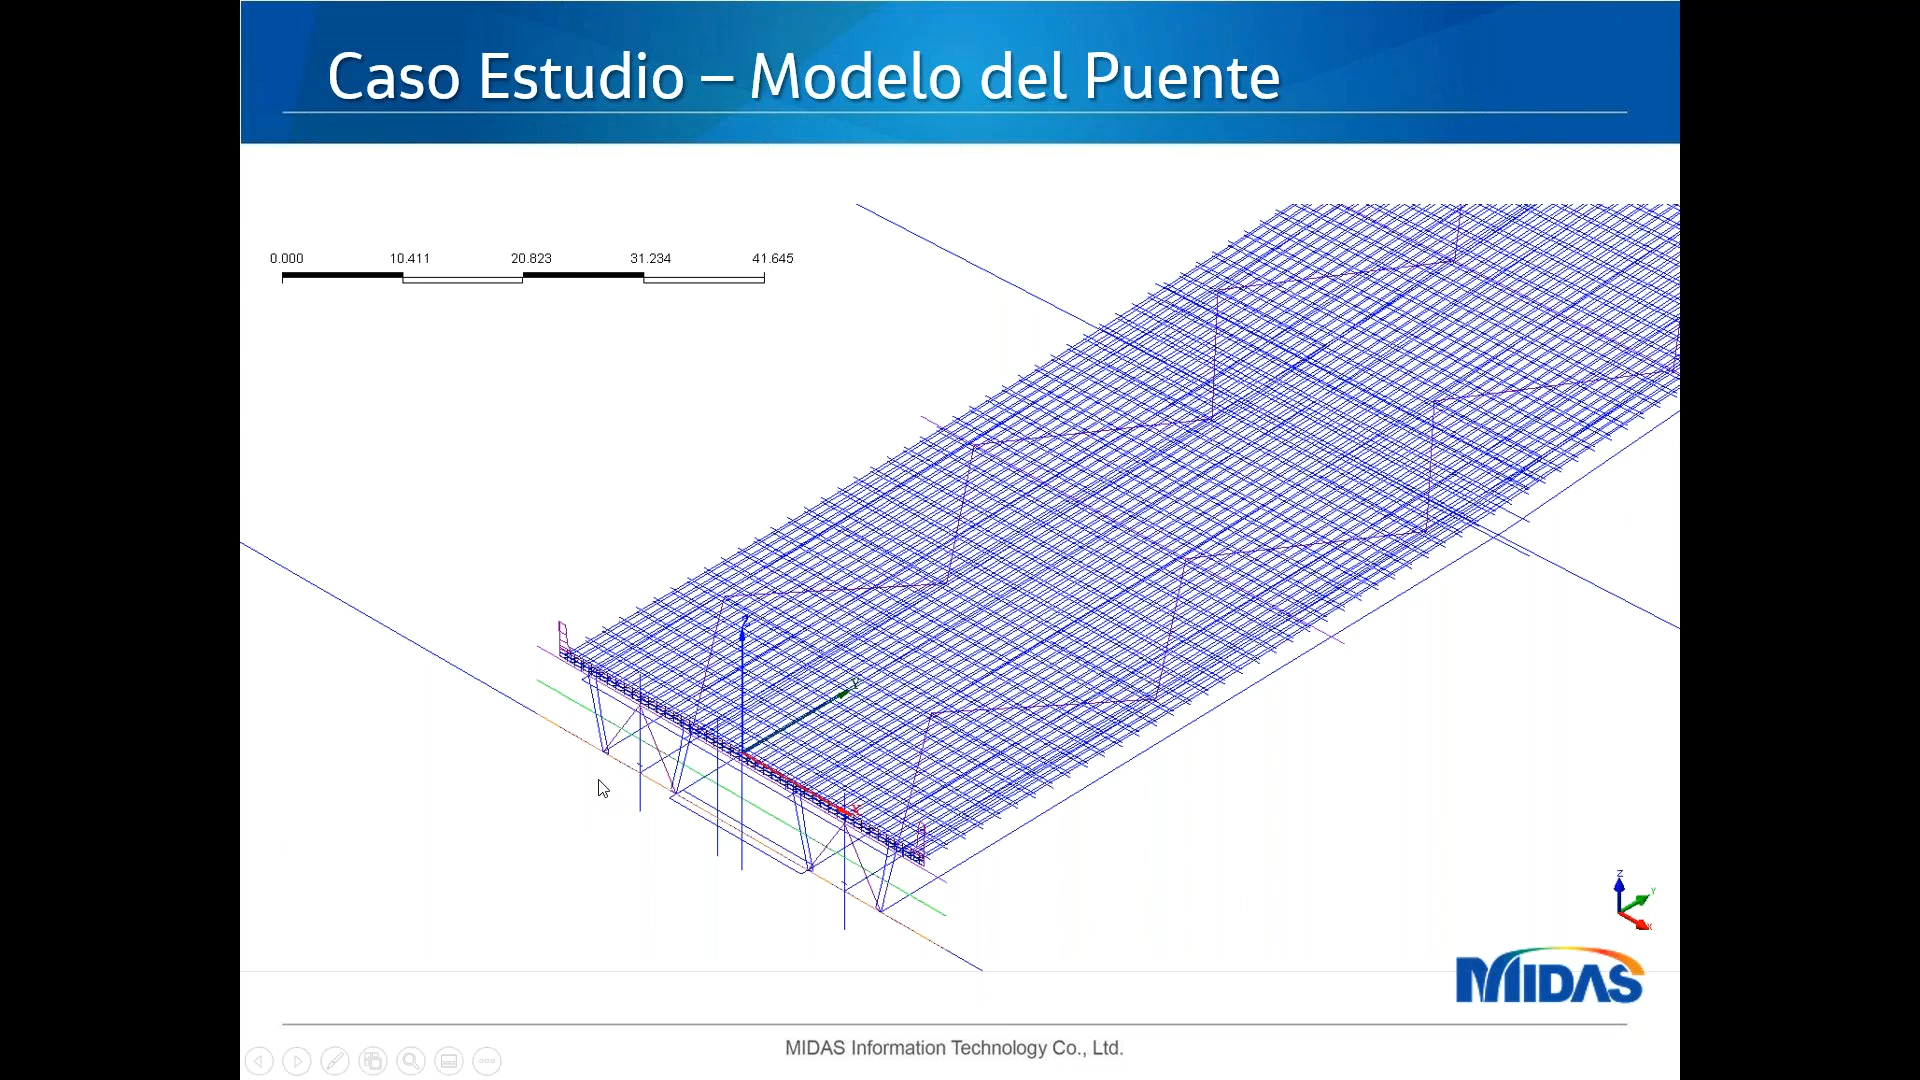 Caso Estudio – Modelo del Puente
0.000 10.411 20.823 31.234 41.645
Z
Y
X
Z
Y
X
MIDAS
MIDAS Information Technology Co., Ltd.